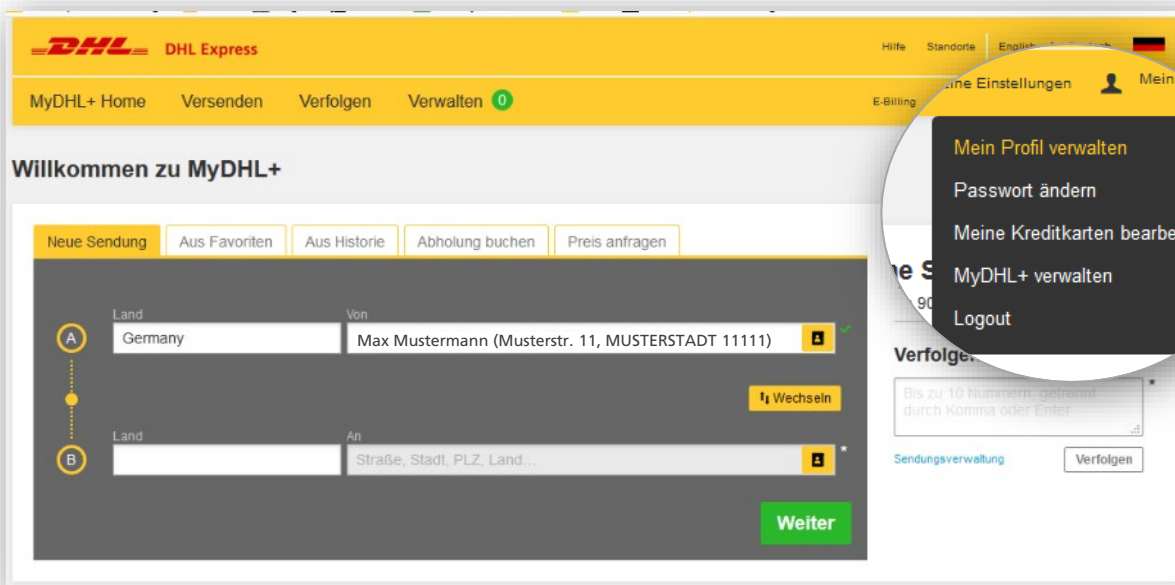 DHL DHL Express
Hilfe Standorte English
MyDHL+ Home Versenden Verfolgen Verwalten 0
E-Billing
Einstellungen Mein
Mein Profil verwalten
Passwort ändern
Meine Kreditkarten bearbe
MyDHL+ verwalten
Logout
Willkommen zu MyDHL+
Neue Sendung Aus Favoriten Aus Historie Abholung buchen Preis anfragen
Land Von
A Germany Max Mustermann (Musterstr. 11, MUSTERSTADT 11111)
Wechseln
Land An
B Straße, Stadt, PLZ, Land... *
Weiter
90
Verfolge
Bis zu 10 Nummern, getrennt *
durch Komma oder Enter
Sendungsverwaltung Verfolgen